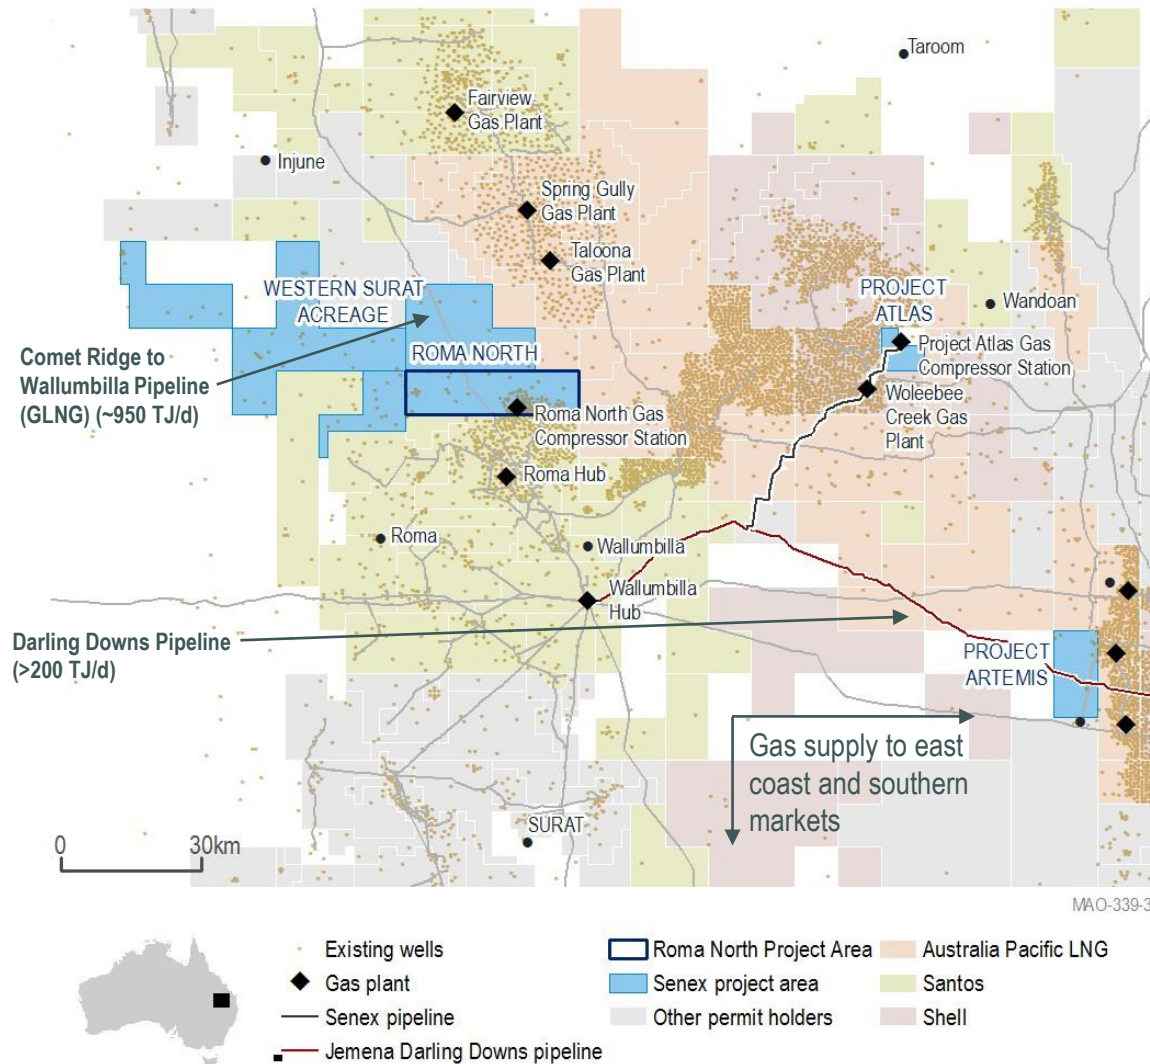 Taroom
Fairview
Gas Plant
Injune
Spring Gully
Gas Plant
Taloona
Gas Plant
WESTERN SURAT
ACREAGE
PROJECT
ATLAS
Wandoan
Comet Ridge to
Wallumbilla Pipeline
(GLNG) (~950 TJ/d)
ROMA NORTH
Project Atlas Gas
Compressor Station
Woleebee
Creek Gas
Plant
Roma North Gas
Compressor Station
Roma Hub
Roma
Wallumbilla
Wallumbilla
Hub
Darling Downs Pipeline
(>200 TJ/d)
PROJECT
ARTEMIS
Gas supply to east
coast and southern
markets
SURAT
0 30km
MAO-339-3
Existing wells
Gas plant
Senex pipeline
Jemena Darling Downs pipeline
Roma North Project Area
Senex project area
Other permit holders
Australia Pacific LNG
Santos
Shell